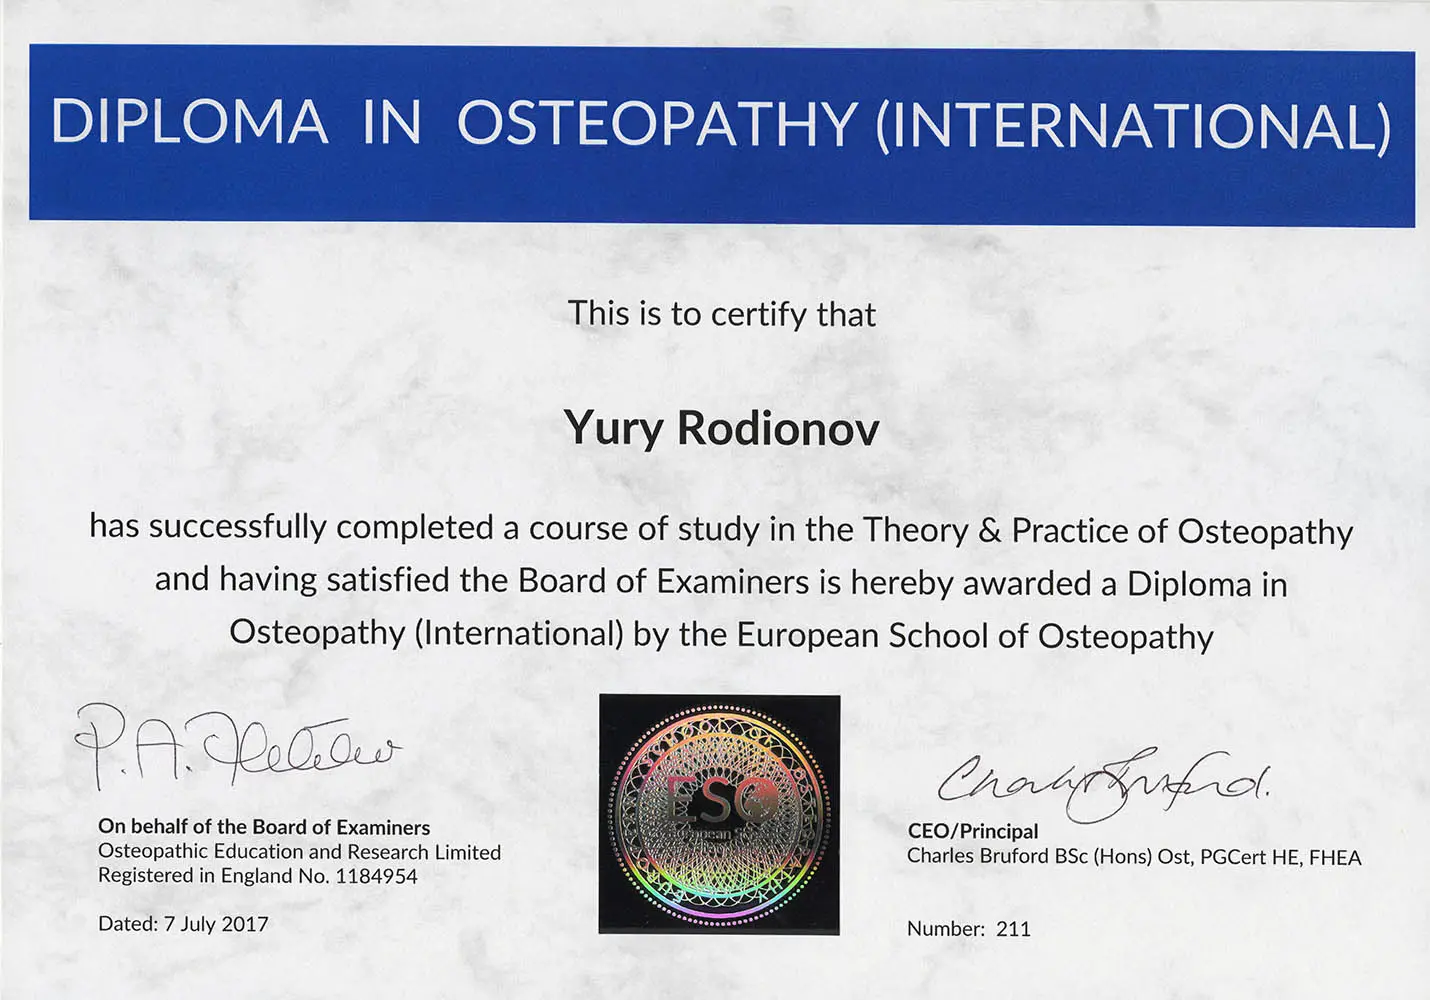 DIPLOMA IN OSTEOPATHY (INTERNATIONAL)
This is to certify that
Yury Rodionov
has successfully completed a course of study in the Theory & Practice of Osteopathy
and having satisfied the Board of Examiners is hereby awarded a Diploma in
Osteopathy (International) by the European School of Osteopathy
P.A. Fletcher
On behalf of the Board of Examiners
Osteopathic Education and Research Limited
Registered in England No. 1184954
Dated: 7 July 2017
ESO
Charles Bruford.
CEO/Principal
Charles Bruford BSc (Hons) Ost, PGCert HE, FHEA
Number: 211